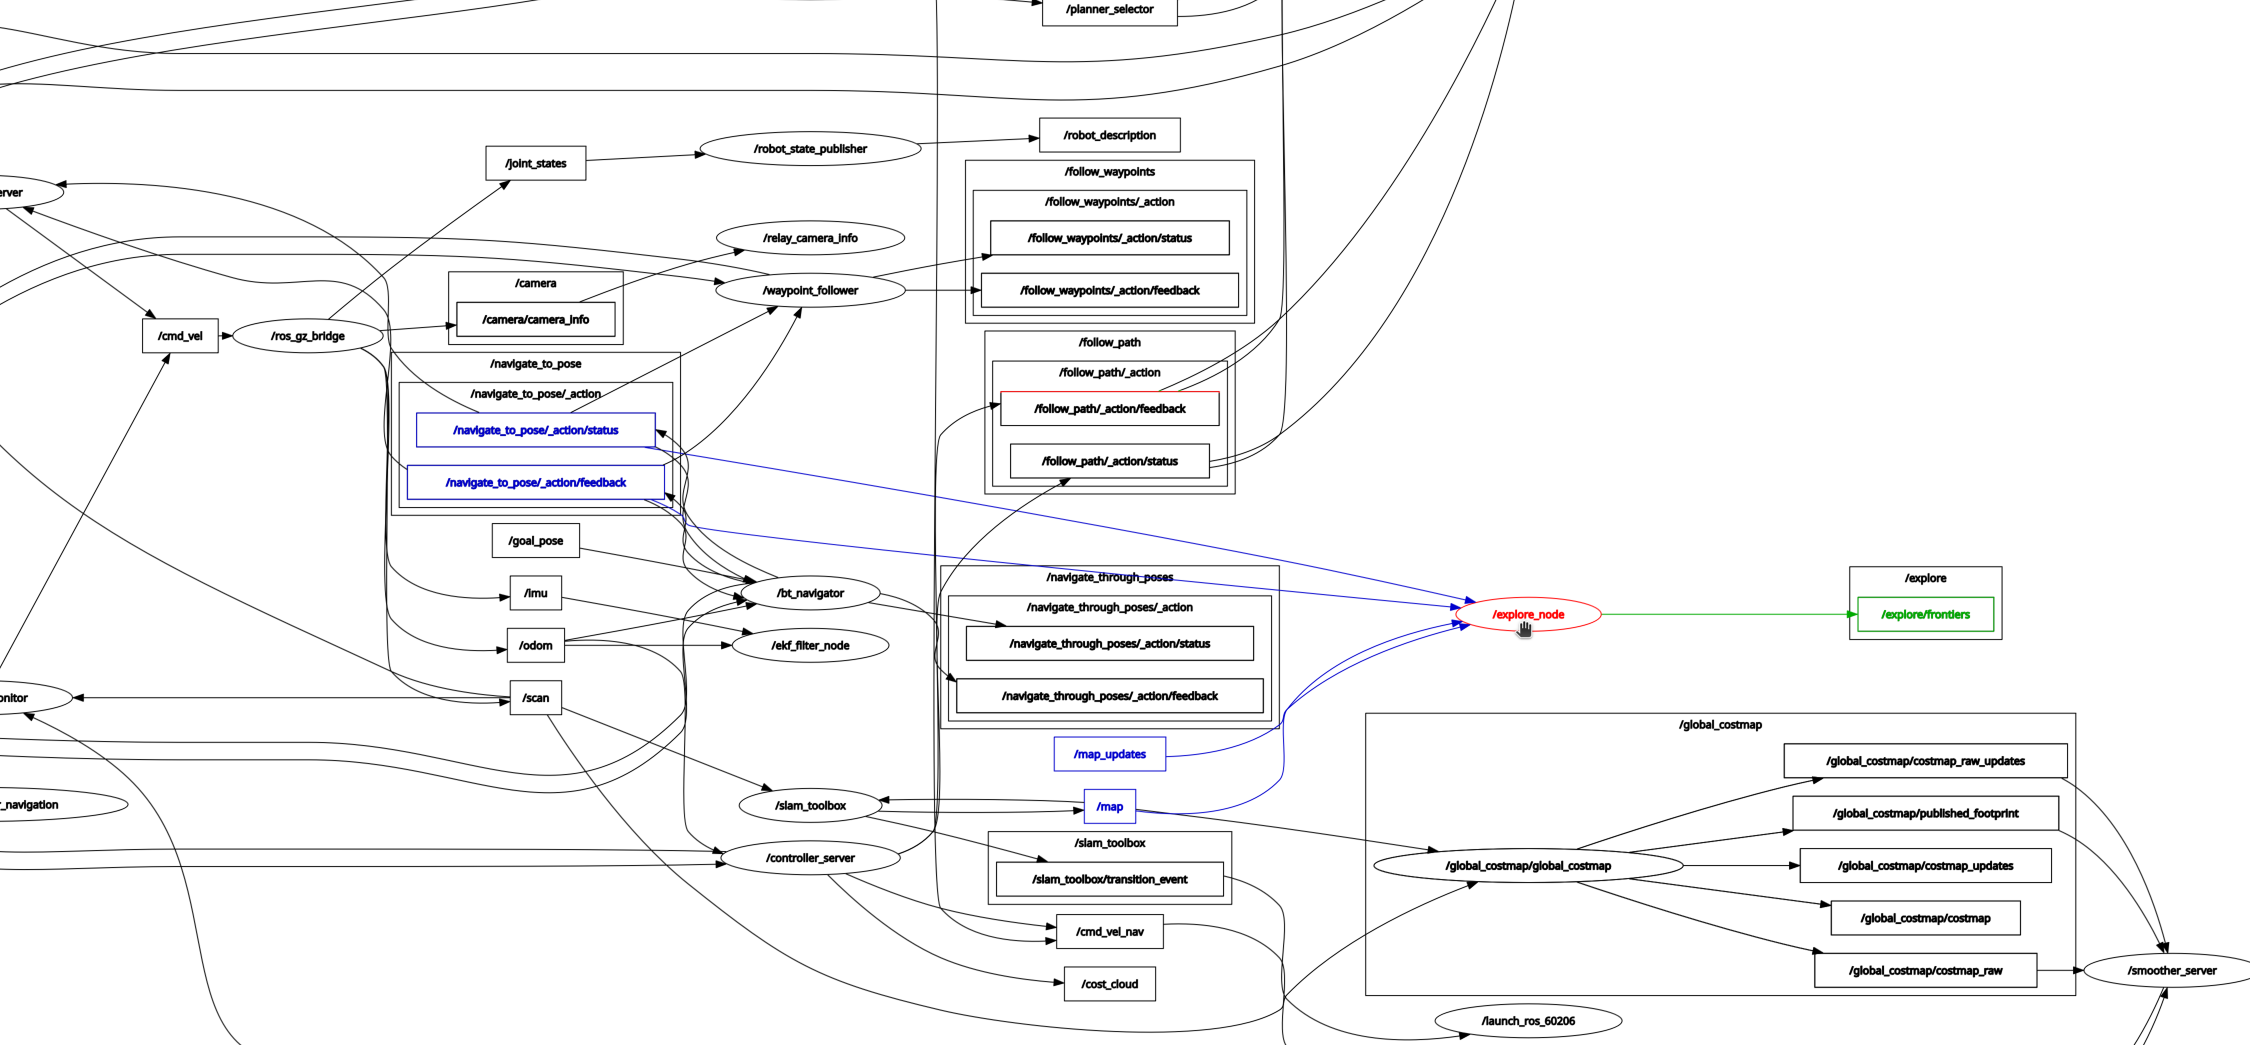 /planner_selector
/robot_description
/joint_states
/robot_state_publisher
/follow_waypoints
erver
/follow_waypoints/_action
/relay_camera_info
/follow_waypoints/_action/status
/camera
/waypoint_follower
/follow_waypoints/_action/feedback
/camera/camera_info
/cmd_vel
/ros_gz_bridge
/follow_path
/navigate_to_pose
/follow_path/_action
/navigate_to_pose/_action
/follow_path/_action/feedback
/navigate_to_pose/_action/status
/follow_path/_action/status
/navigate_to_pose/_action/feedback
/goal_pose
/navigate_through_poses
/explore
/imu
/bt_navigator
/navigate_through_poses/_action
/explore_node
/explore/frontiers
/odom
/ekf_filter_node
/navigate_through_poses/_action/status
onitor
/scan
/navigate_through_poses/_action/feedback
/global_costmap
/map_updates
/global_costmap/costmap_raw_updates
r_navigation
/slam_toolbox
/map
/global_costmap/published_footprint
/slam_toolbox
/controller_server
/global_costmap/global_costmap
/global_costmap/costmap_updates
/slam_toolbox/transition_event
/global_costmap/costmap
/cmd_vel_nav
/global_costmap/costmap_raw
/smoother_server
/cost_cloud
/launch_ros_60206